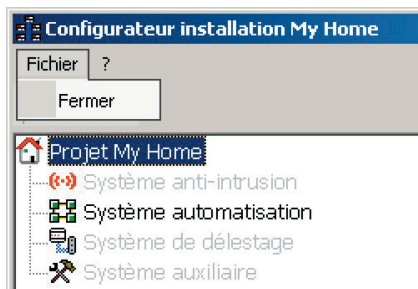 Configurateur installation My Home
Fichier ?
Fermer
Projet My Home
Système anti-intrusion
Système automatisation
Système de délestage
Système auxiliaire